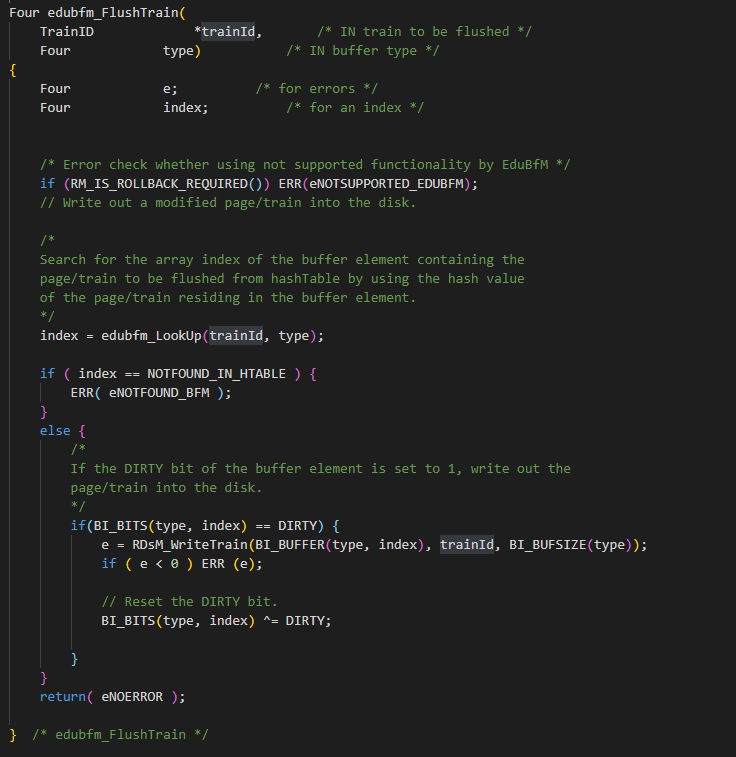 Four edubfm_FlushTrain(
TrainID *trainId, /* IN train to be flushed */
Four type) /* IN buffer type */
{
Four e; /* for errors */
Four index; /* for an index */
/* Error check whether using not supported functionality by EduBfM */
if (RM_IS_ROLLBACK_REQUIRED()) ERR(eNOTSUPPORTED_EDUBFM);
// Write out a modified page/train into the disk.
/*
Search for the array index of the buffer element containing the
page/train to be flushed from hashTable by using the hash value
of the page/train residing in the buffer element.
*/
index = edubfm_LookUp(trainId, type);
if ( index == NOTFOUND_IN_HTABLE ) {
ERR( eNOTFOUND_BFM );
}
else {
/*
If the DIRTY bit of the buffer element is set to 1, write out the
page/train into the disk.
*/
if(BI_BITS(type, index) == DIRTY) {
e = RDsM_WriteTrain(BI_BUFFER(type, index), trainId, BI_BUFSIZE(type));
if ( e < 0 ) ERR (e);
// Reset the DIRTY bit.
BI_BITS(type, index) ^= DIRTY;
}
}
return( eNOERROR );
} /* edubfm_FlushTrain */